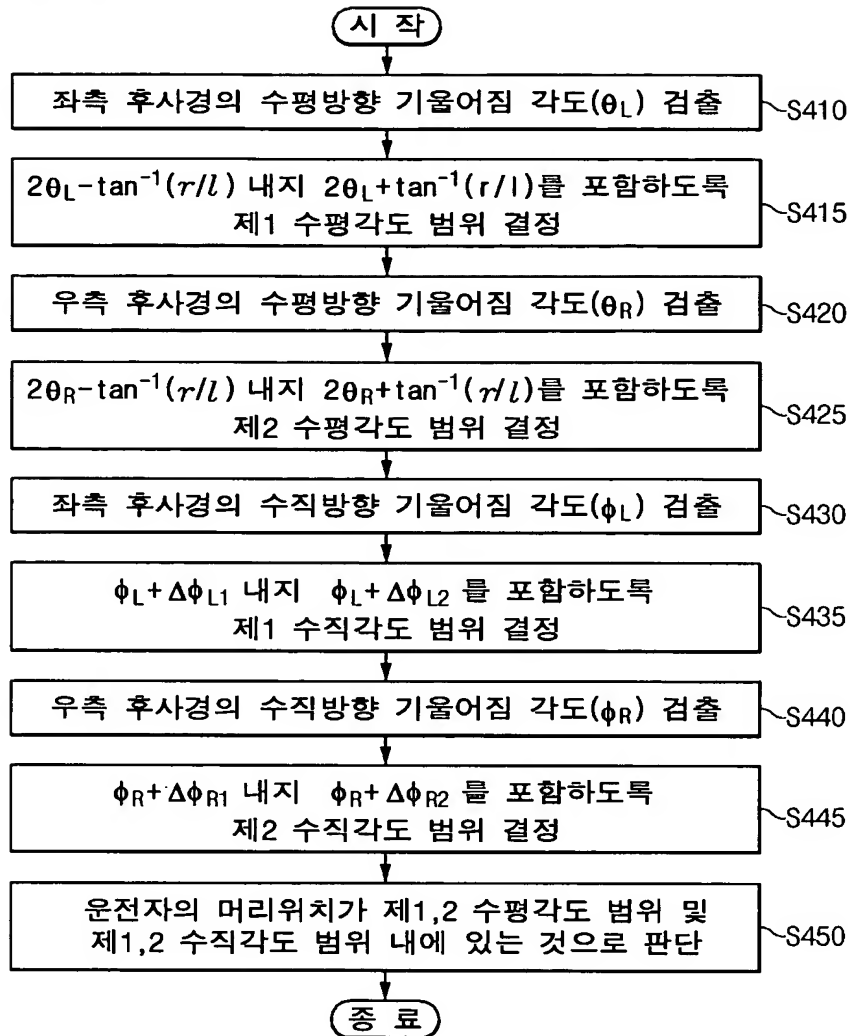 시 작
좌측 후사경의 수평방향 기울어짐 각도(θL) 검출
S410
2θL-tan⁻¹(r/l) 내지 2θL+tan⁻¹(r/l)를 포함하도록
제1 수평각도 범위 결정
S415
우측 후사경의 수평방향 기울어짐 각도(θR) 검출
S420
2θR-tan⁻¹(r/l) 내지 2θR+tan⁻¹(r/l)를 포함하도록
제2 수평각도 범위 결정
S425
좌측 후사경의 수직방향 기울어짐 각도(ϕL) 검출
S430
ϕL+ΔϕL1 내지 ϕL+ΔϕL2 를 포함하도록
제1 수직각도 범위 결정
S435
우측 후사경의 수직방향 기울어짐 각도(ϕR) 검출
S440
ϕR+ΔϕR1 내지 ϕR+ΔϕR2 를 포함하도록
제2 수직각도 범위 결정
S445
운전자의 머리위치가 제1,2 수평각도 범위 및
제1,2 수직각도 범위 내에 있는 것으로 판단
S450
종 료